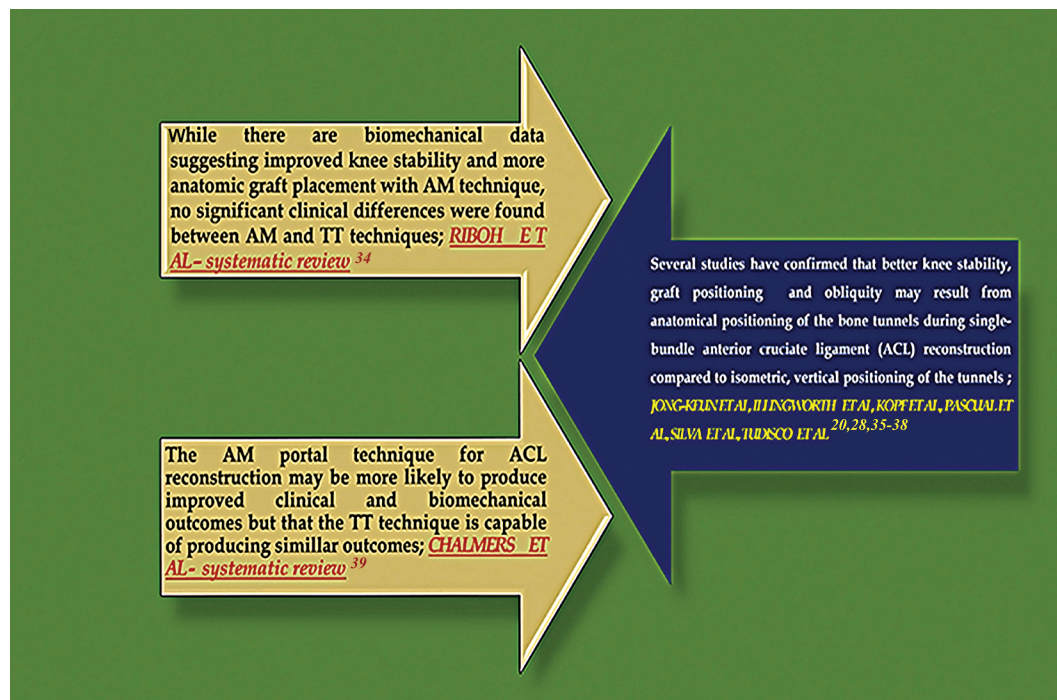 While there are biomechanical data
suggesting improved knee stability and more
anatomic graft placement with AM technique,
no significant clinical differences were found
between AM and TT techniques; RIBOH ET
AL- systematic review 34
The AM portal technique for ACL
reconstruction may be more likely to produce
improved clinical and biomechanical
outcomes but that the TT technique is capable
of producing simillar outcomes; CHALMERS ET
AL- systematic review 39
Several studies have confirmed that better knee stability,
graft positioning and obliquity may result from
anatomical positioning of the bone tunnels during single-
bundle anterior cruciate ligament (ACL) reconstruction
compared to isometric, vertical positioning of the tunnels ;
JONG-KEUN ET AL, ILLINGWORTH ET AL, KOPF ET AL, PASCUAL ET
AL, SILVA ET AL, TUDISCO ET AL 20,28,35-38